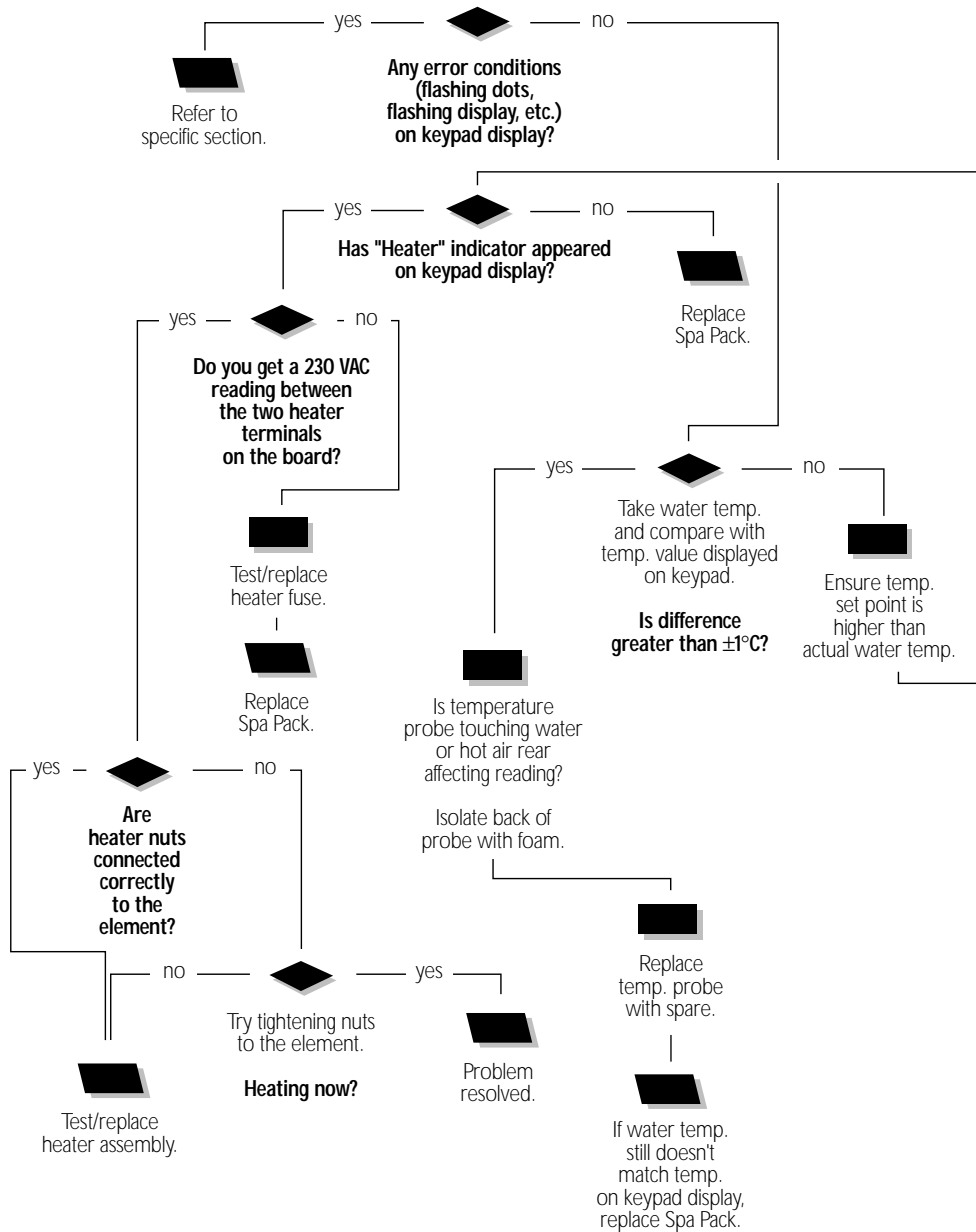 yes
no
Any error conditions
(flashing dots,
flashing display, etc.)
on keypad display?
Refer to
specific section.
yes
no
Has "Heater" indicator appeared
on keypad display?
Replace
Spa Pack.
yes
no
Do you get a 230 VAC
reading between
the two heater
terminals
on the board?
Test/replace
heater fuse.
Replace
Spa Pack.
yes
no
Take water temp.
and compare with
temp. value displayed
on keypad.
Is difference
greater than ±1°C?
Ensure temp.
set point is
higher than
actual water temp.
Is temperature
probe touching water
or hot air rear
affecting reading?
Isolate back of
probe with foam.
Replace
temp. probe
with spare.
If water temp.
still doesn't
match temp.
on keypad display,
replace Spa Pack.
yes
no
Are
heater nuts
connected
correctly
to the
element?
no
yes
Try tightening nuts
to the element.
Heating now?
Problem
resolved.
Test/replace
heater assembly.